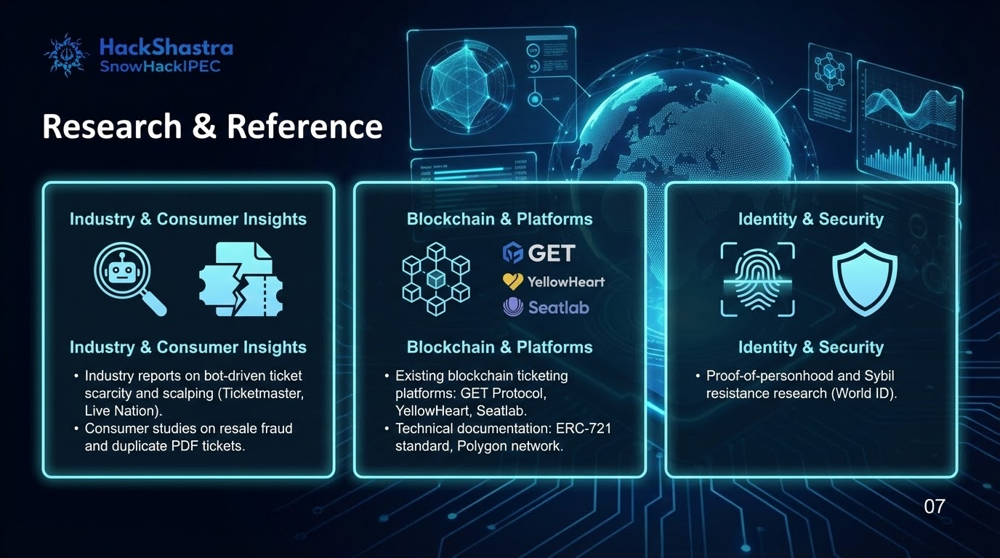 HackShastra
SnowHackIPEC
Research & Reference
Industry & Consumer Insights
Industry & Consumer Insights
• Industry reports on bot-driven ticket
scarcity and scalping (Ticketmaster,
Live Nation).
• Consumer studies on resale fraud
and duplicate PDF tickets.
Blockchain & Platforms
GET
YellowHeart
Seatlab
Blockchain & Platforms
• Existing blockchain ticketing
platforms: GET Protocol,
YellowHeart, Seatlab.
• Technical documentation: ERC-721
standard, Polygon network.
Identity & Security
Identity & Security
• Proof-of-personhood and Sybil
resistance research (World ID).
07